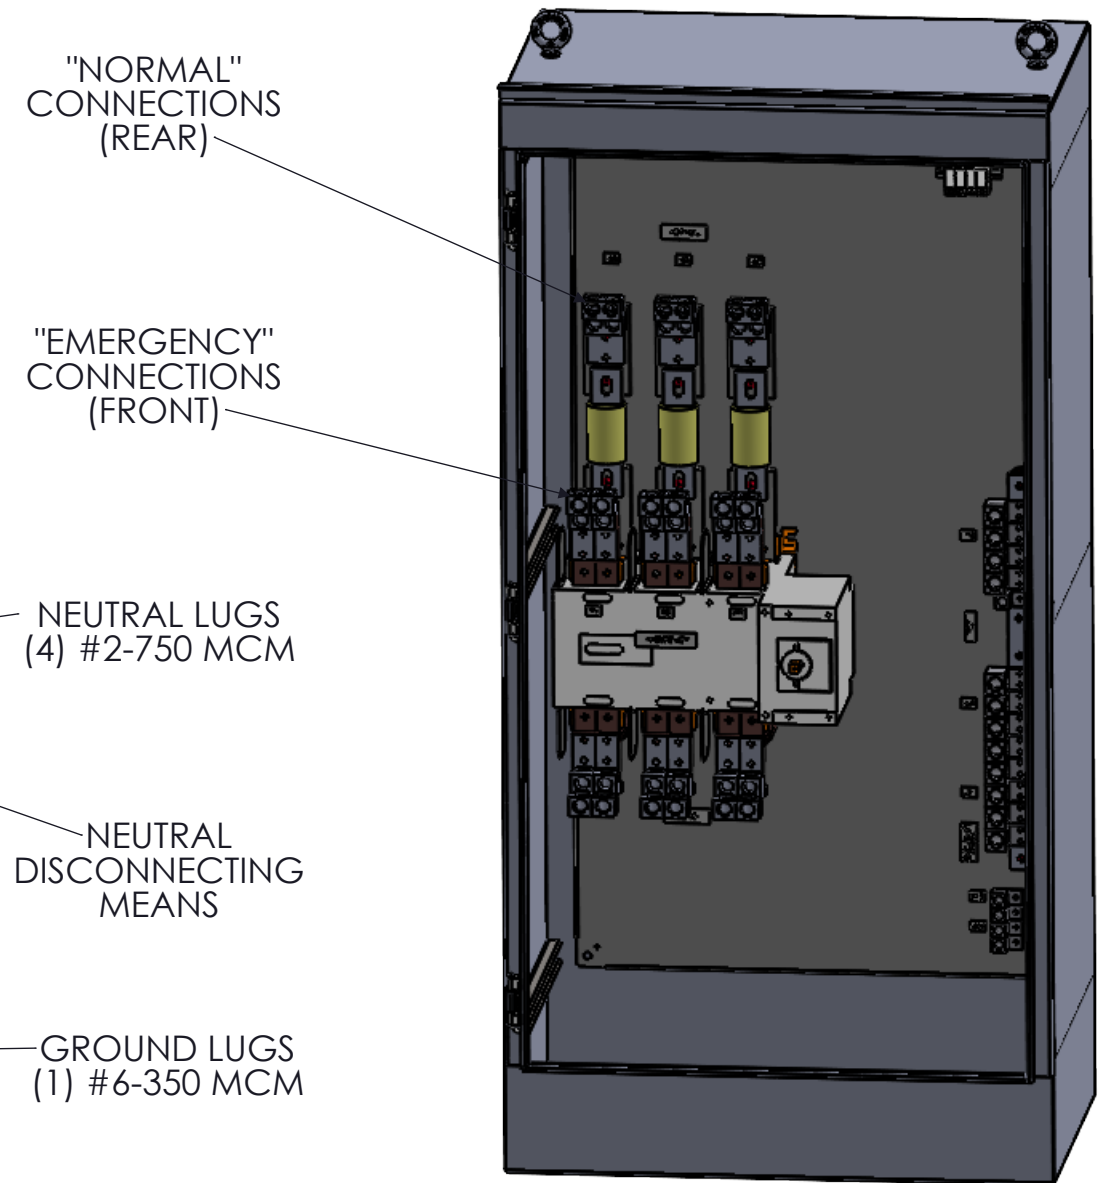 "NORMAL"
CONNECTIONS
(REAR)
"EMERGENCY"
CONNECTIONS
(FRONT)
NEUTRAL LUGS
(4) #2-750 MCM
NEUTRAL
DISCONNECTING
MEANS
GROUND LUGS
(1) #6-350 MCM